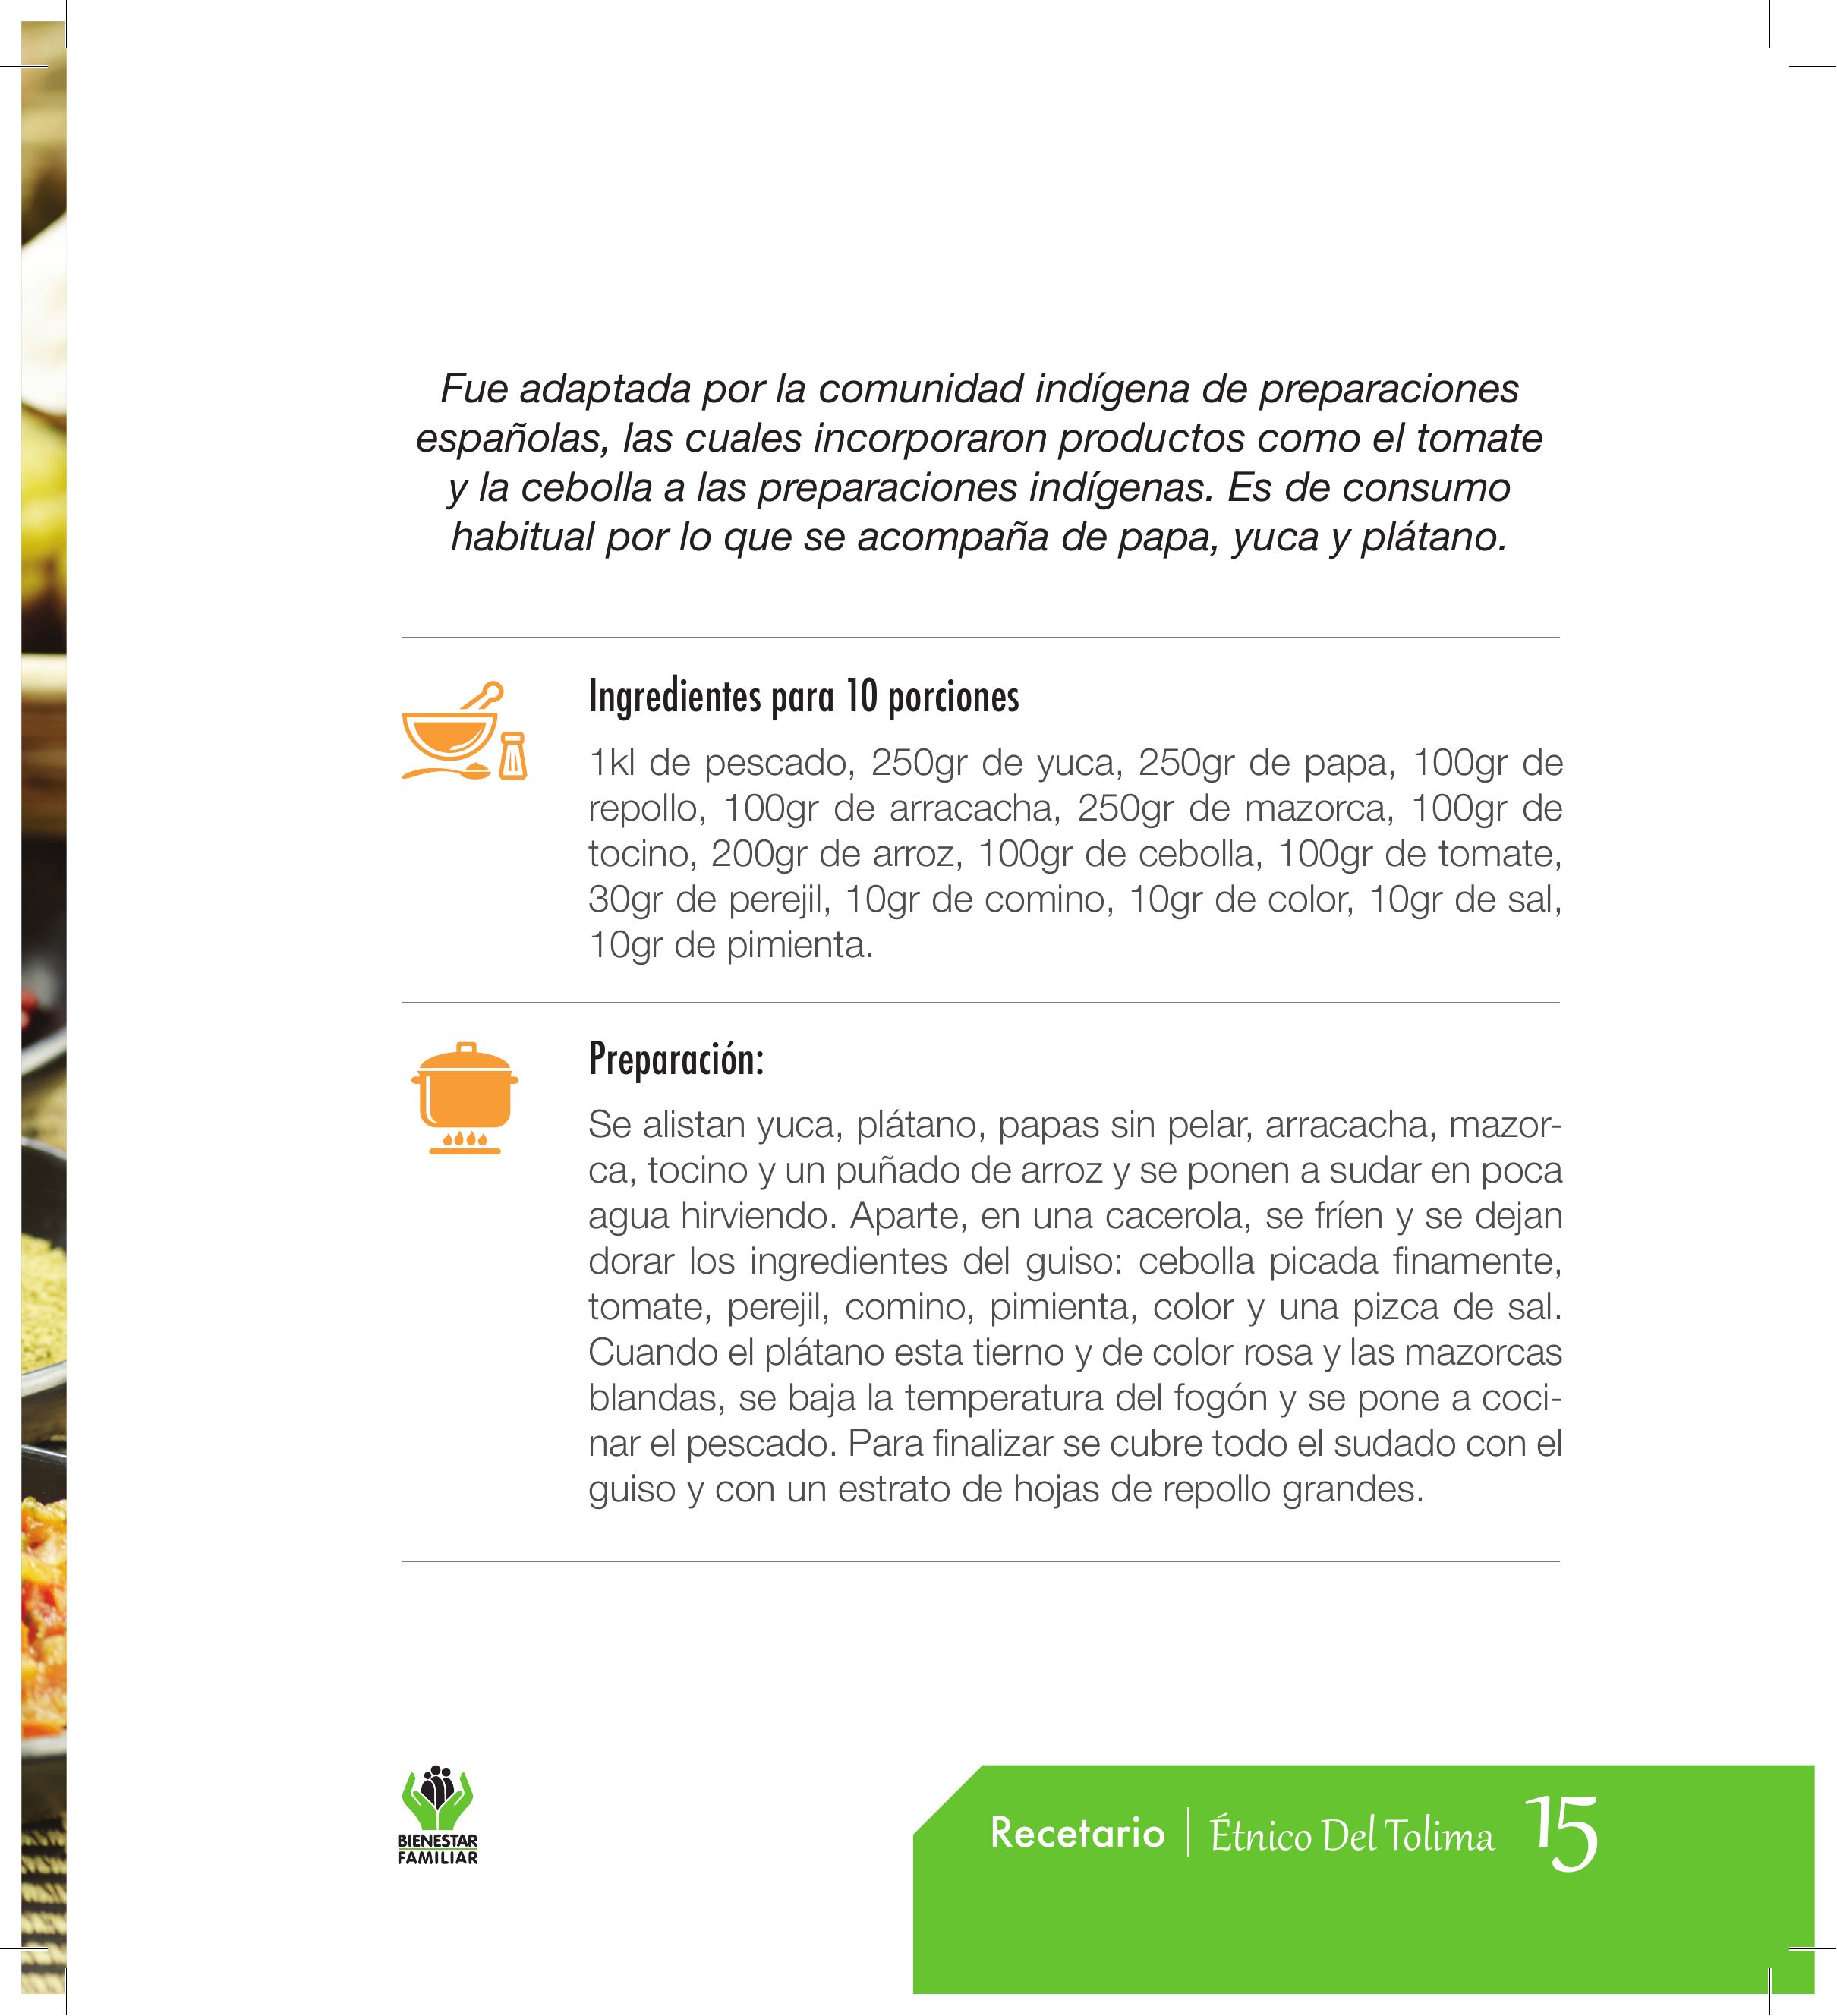 Fue adaptada por la comunidad indígena de preparaciones
españolas, las cuales incorporaron productos como el tomate
y la cebolla a las preparaciones indígenas. Es de consumo
habitual por lo que se acompaña de papa, yuca y plátano.
Ingredientes para 10 porciones
1kl de pescado, 250gr de yuca, 250gr de papa, 100gr de
repollo, 100gr de arracacha, 250gr de mazorca, 100gr de
tocino, 200gr de arroz, 100gr de cebolla, 100gr de tomate,
30gr de perejil, 10gr de comino, 10gr de color, 10gr de sal,
10gr de pimienta.
Preparación:
Se alistan yuca, plátano, papas sin pelar, arracacha, mazor-
ca, tocino y un puñado de arroz y se ponen a sudar en poca
agua hirviendo. Aparte, en una cacerola, se fríen y se dejan
dorar los ingredientes del guiso: cebolla picada finamente,
tomate, perejil, comino, pimienta, color y una pizca de sal.
Cuando el plátano esta tierno y de color rosa y las mazorcas
blandas, se baja la temperatura del fogón y se pone a coci-
nar el pescado. Para finalizar se cubre todo el sudado con el
guiso y con un estrato de hojas de repollo grandes.
BIENESTAR
FAMILIAR
Recetario | Étnico Del Tolima 15